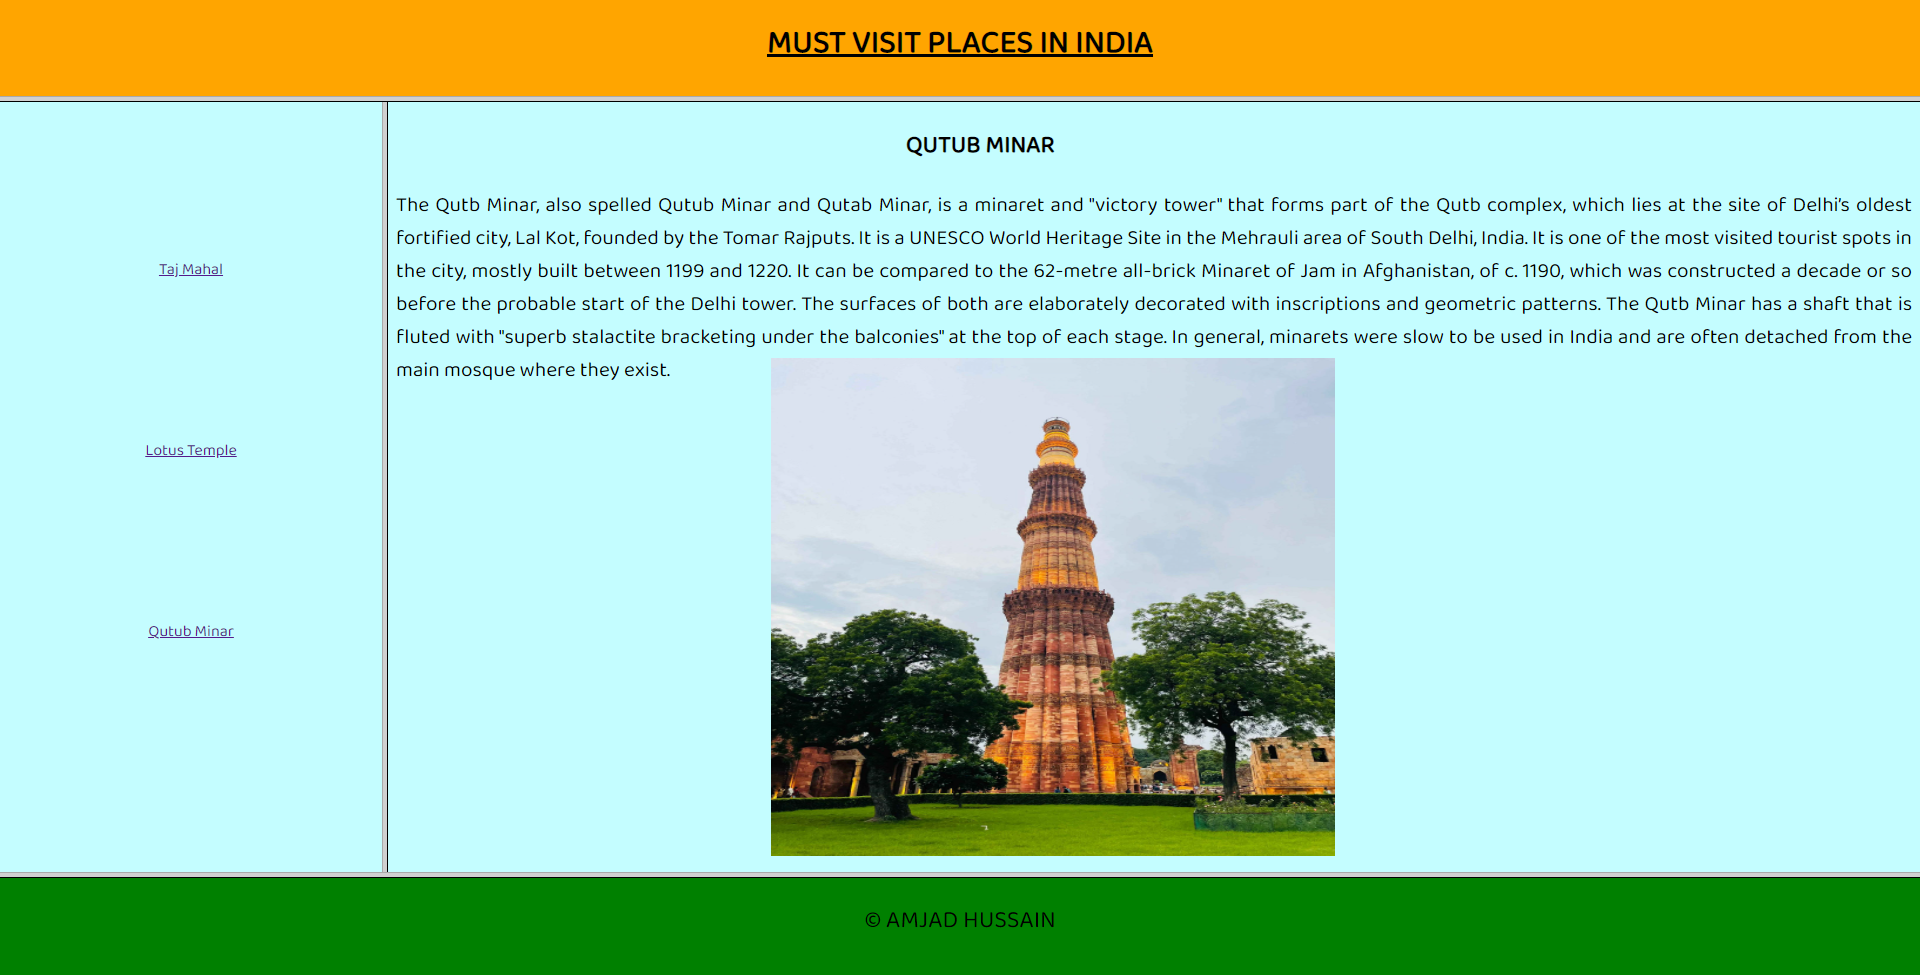 MUST VISIT PLACES IN INDIA
Taj Mahal
Lotus Temple
Qutub Minar
QUTUB MINAR
The Qutb Minar, also spelled Qutub Minar and Qutab Minar, is a minaret and "victory tower" that forms part of the Qutb complex, which lies at the site of Delhi's oldest
fortified city, Lal Kot, founded by the Tomar Rajputs. It is a UNESCO World Heritage Site in the Mehrauli area of South Delhi, India. It is one of the most visited tourist spots in
the city, mostly built between 1199 and 1220. It can be compared to the 62-metre all-brick Minaret of Jam in Afghanistan, of c. 1190, which was constructed a decade or so
before the probable start of the Delhi tower. The surfaces of both are elaborately decorated with inscriptions and geometric patterns. The Qutb Minar has a shaft that is
fluted with "superb stalactite bracketing under the balconies" at the top of each stage. In general, minarets were slow to be used in India and are often detached from the
main mosque where they exist.
© AMJAD HUSSAIN